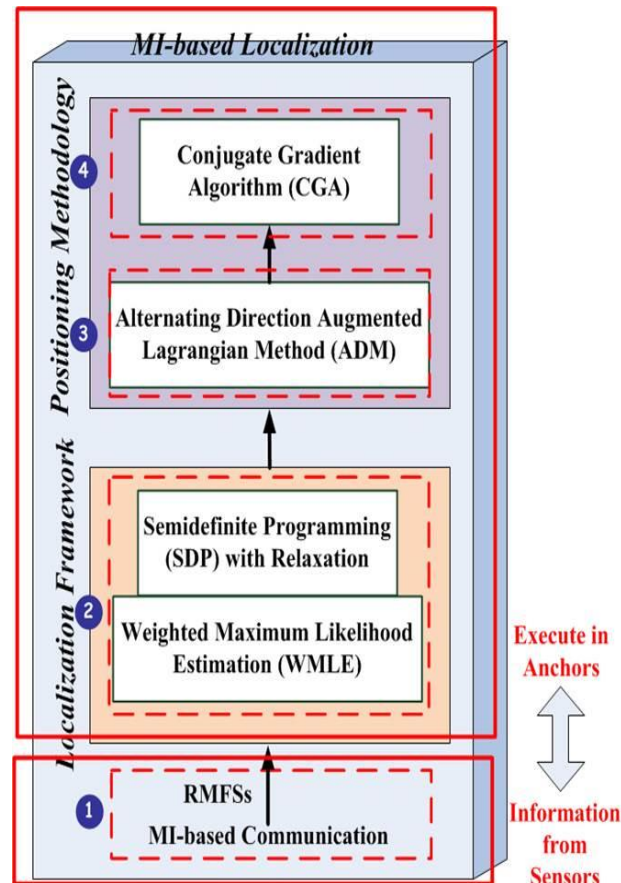 MI-based Localization
Positioning Methodology
4
Conjugate Gradient
Algorithm (CGA)
3
Alternating Direction Augmented
Lagrangian Method (ADM)
Localization Framework
2
Semidefinite Programming
(SDP) with Relaxation
Weighted Maximum Likelihood
Estimation (WMLE)
1
RMFSs
MI-based Communication
Execute in
Anchors
Information
from
Sensors